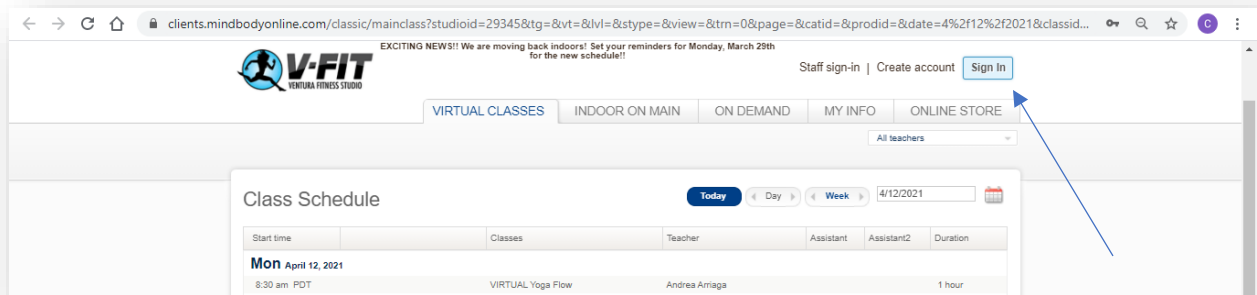 clients.mindbodyonline.com/classic/mainclass?studioid=29345&tg=&vt=&lvl=&stype=&view=&trn=0&page=&catid=&prodid=&date=4%2f12%2f2021&classid...
C
EXCITING NEWS!! We are moving back indoors! Set your reminders for Monday, March 29th
for the new schedule!!
V-FIT
VENTURA FITNESS STUDIO
Staff sign-in | Create account Sign In
VIRTUAL CLASSES INDOOR ON MAIN ON DEMAND MY INFO ONLINE STORE
All teachers
Class Schedule Today Day Week 4/12/2021
Start time Classes Teacher Assistant Assistant2 Duration
Mon April 12, 2021
8:30 am PDT VIRTUAL Yoga Flow Andrea Arriaga 1 hour